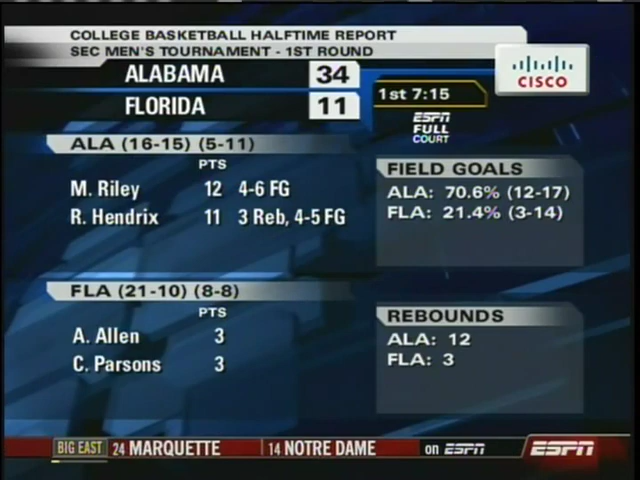 COLLEGE BASKETBALL HALFTIME REPORT
SEC MEN'S TOURNAMENT - 1ST ROUND
ALABAMA 34
FLORIDA 11
1st 7:15
CISCO
ESPN
FULL
COURT
ALA (16-15) (5-11)
PTS
M. Riley 12 4-6 FG
R. Hendrix 11 3 Reb, 4-5 FG
FIELD GOALS
ALA: 70.6% (12-17)
FLA: 21.4% (3-14)
FLA (21-10) (8-8)
PTS
A. Allen 3
C. Parsons 3
REBOUNDS
ALA: 12
FLA: 3
BIG EAST 24 MARQUETTE 14 NOTRE DAME on ESPN ESPN